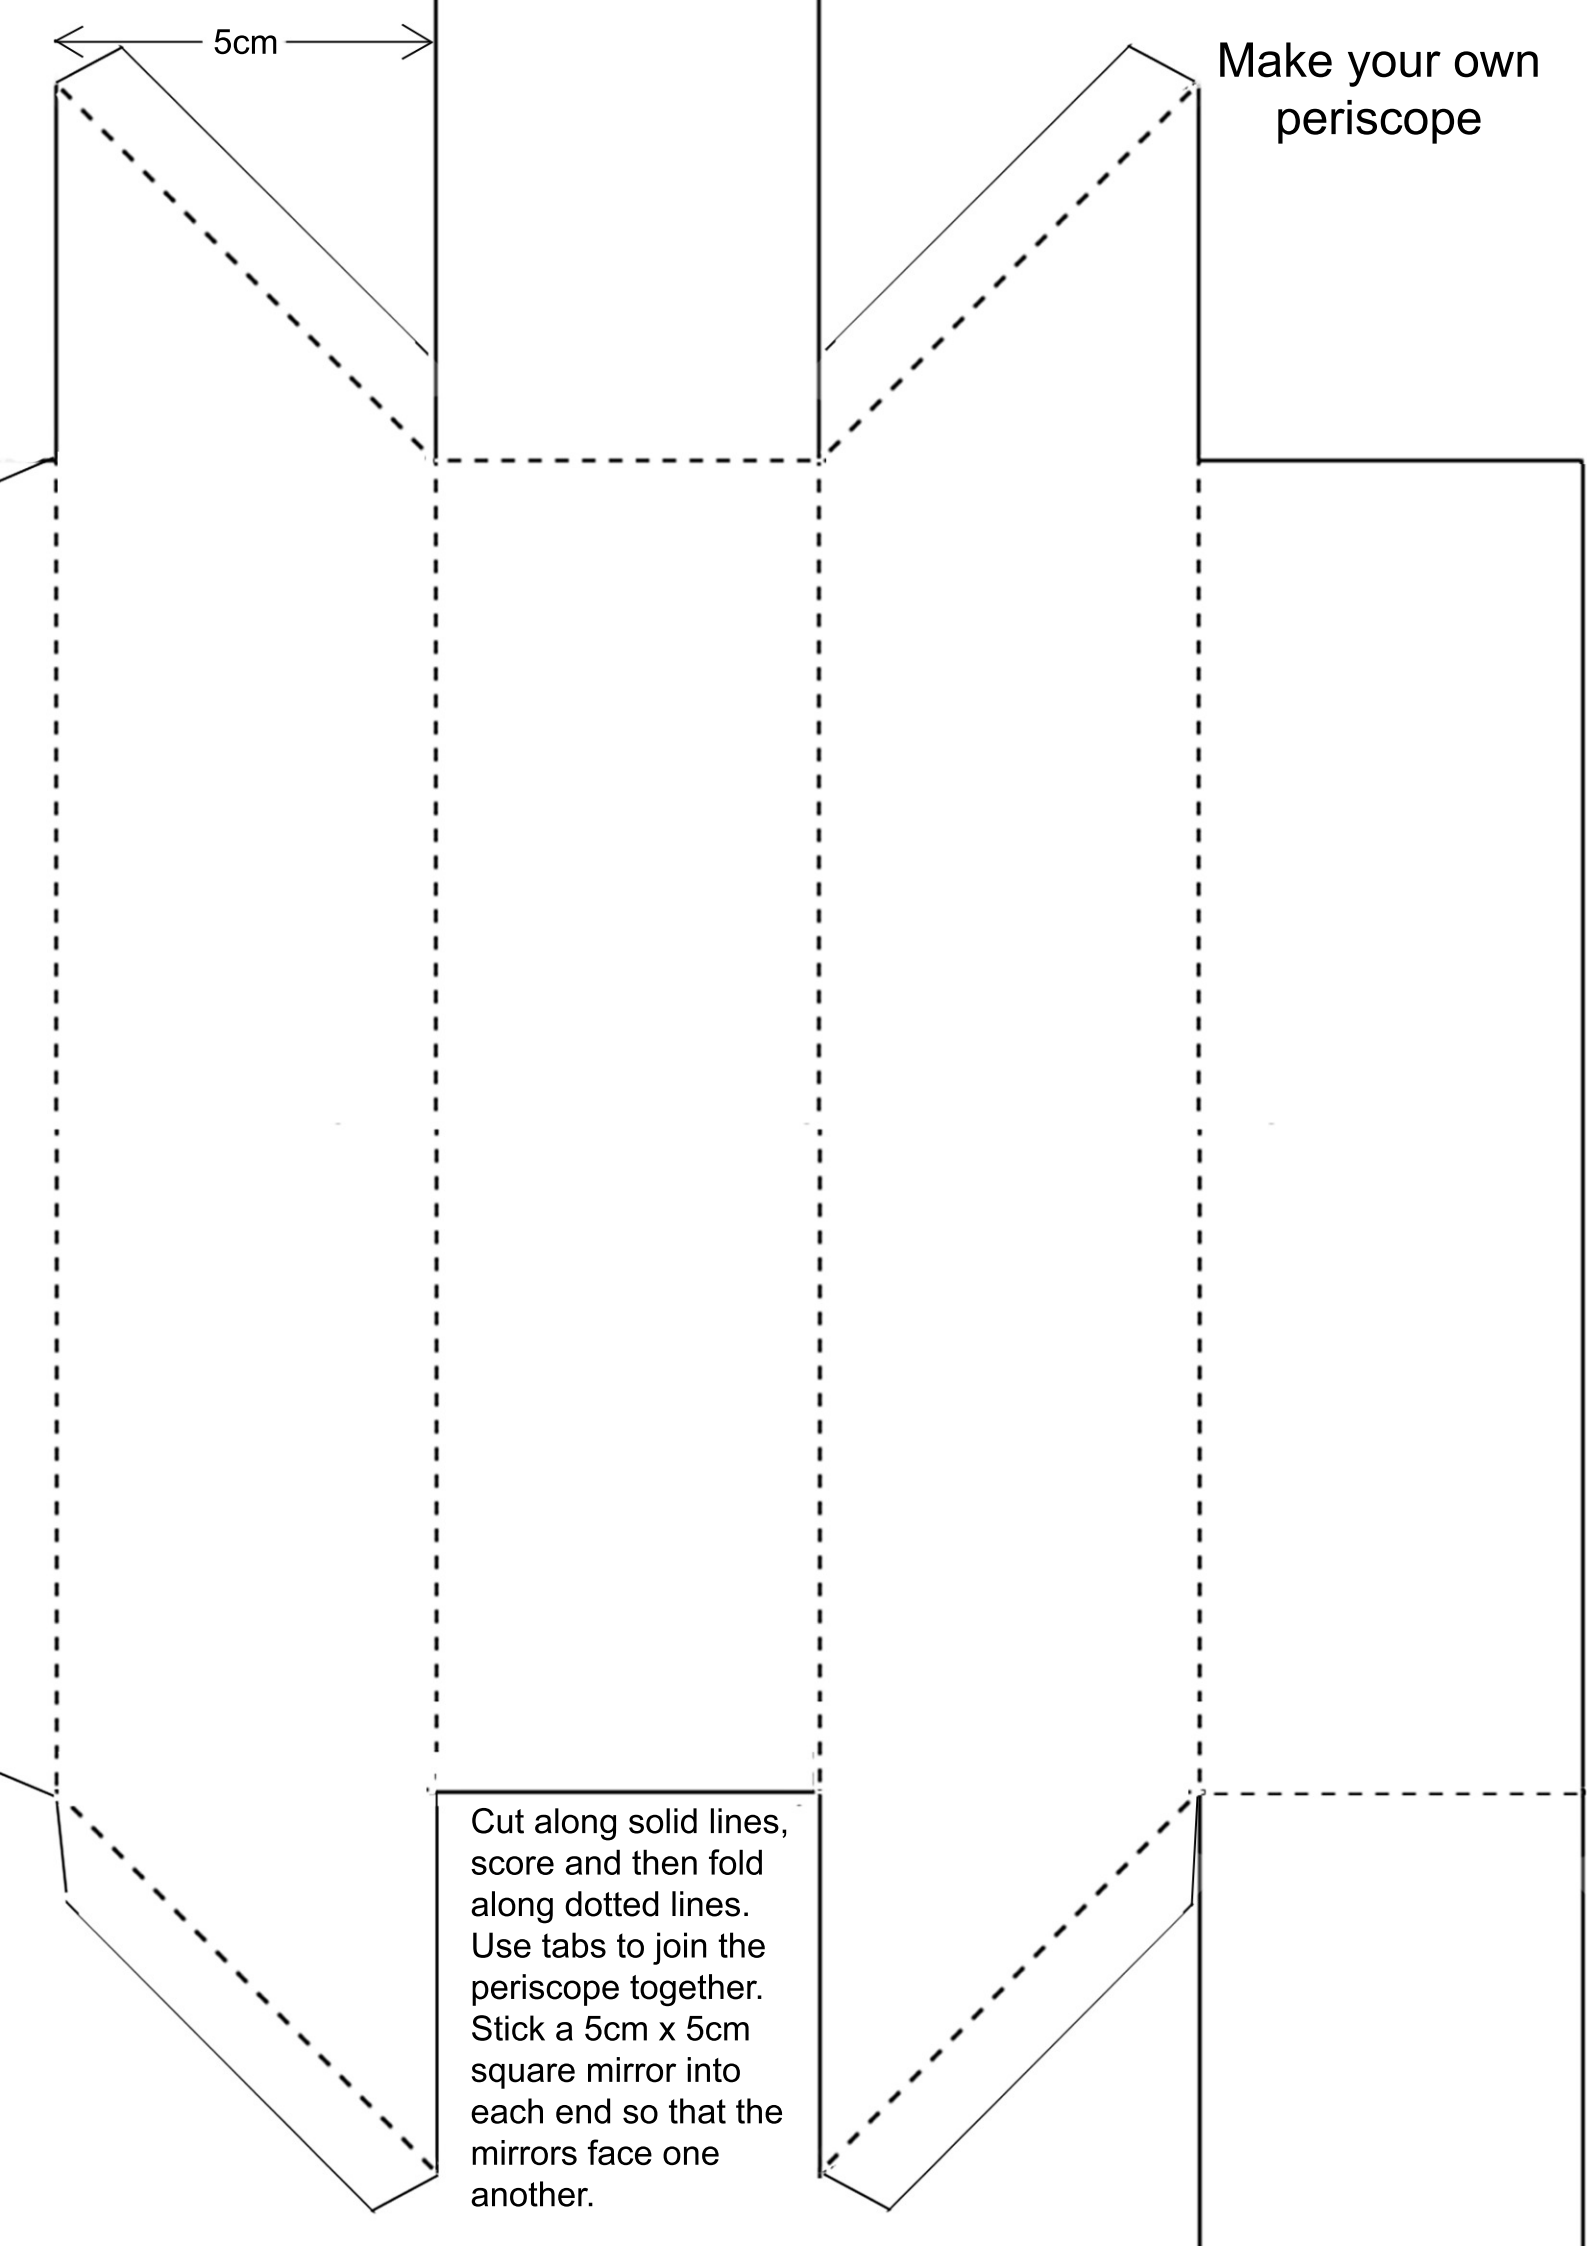 5cm
Make your own
periscope
Cut along solid lines,
score and then fold
along dotted lines.
Use tabs to join the
periscope together.
Stick a 5cm x 5cm
square mirror into
each end so that the
mirrors face one
another.